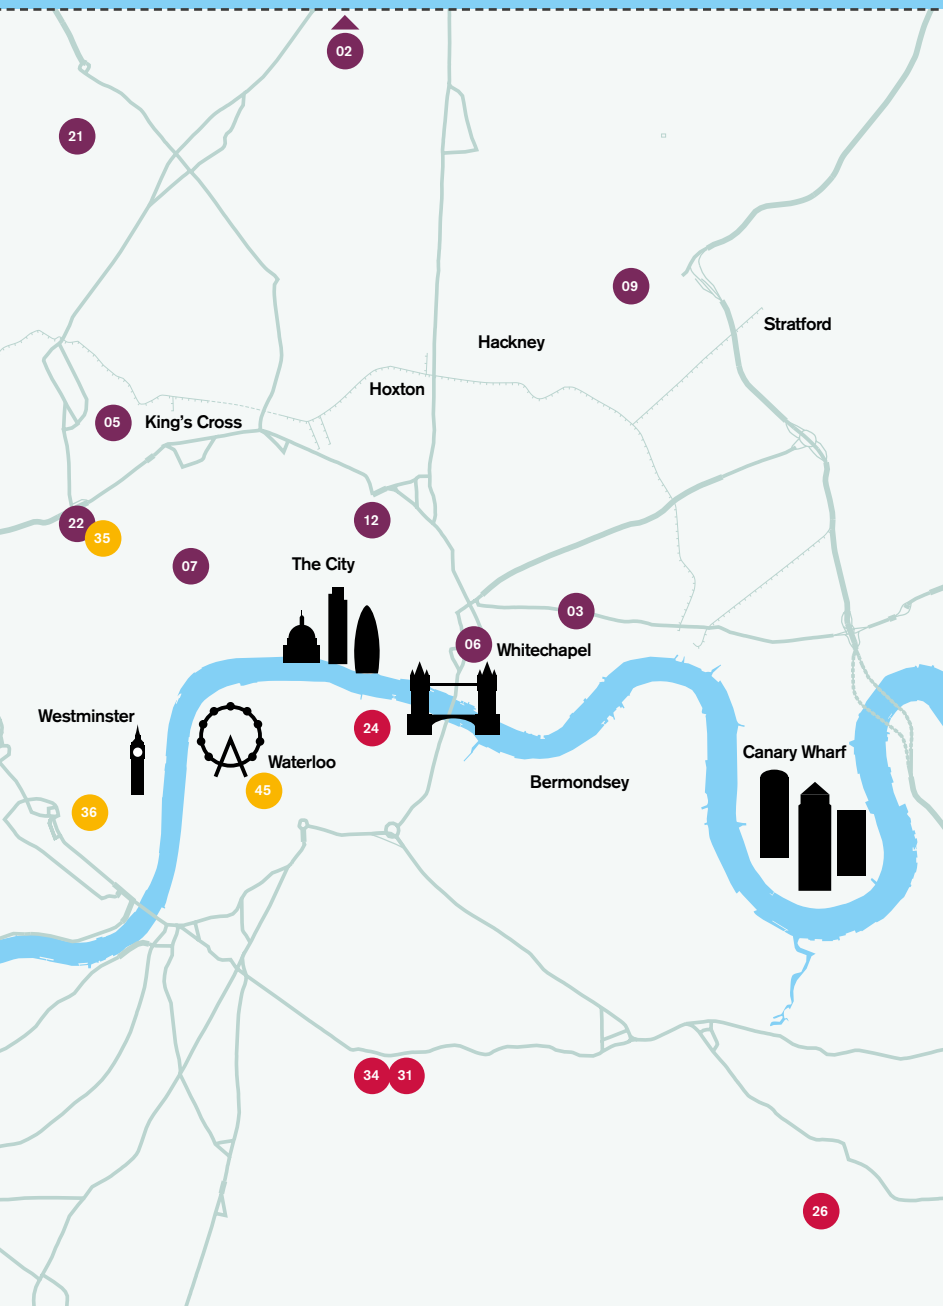 02
21
09
Stratford
Hackney
Hoxton
05
King's Cross
12
22
35
The City
07
03
06
Whitechapel
Westminster
24
Canary Wharf
Waterloo
Bermondsey
45
36
34
31
26